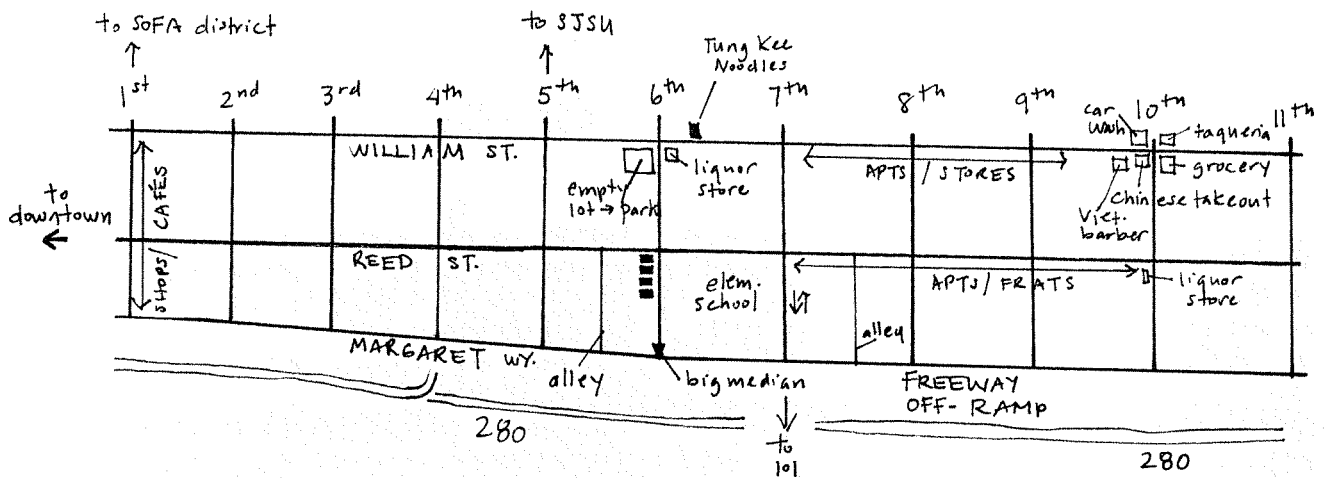 to SoFA district
to SJSU
Tung Kee
Noodles
1st
2nd
3rd
4th
5th
6th
7th
8th
9th
10th
11th
car
wash
taqueria
WILLIAM ST.
empty
lot → park
liquor
store
APTS / STORES
grocery
Chinese takeout
Viet.
barber
to
downtown
SHOPS/ CAFÉS
REED ST.
elem.
school
APTS/FRATS
liquor
store
alley
MARGARET WY.
alley
big median
FREEWAY
OFF-RAMP
280
to
101
280